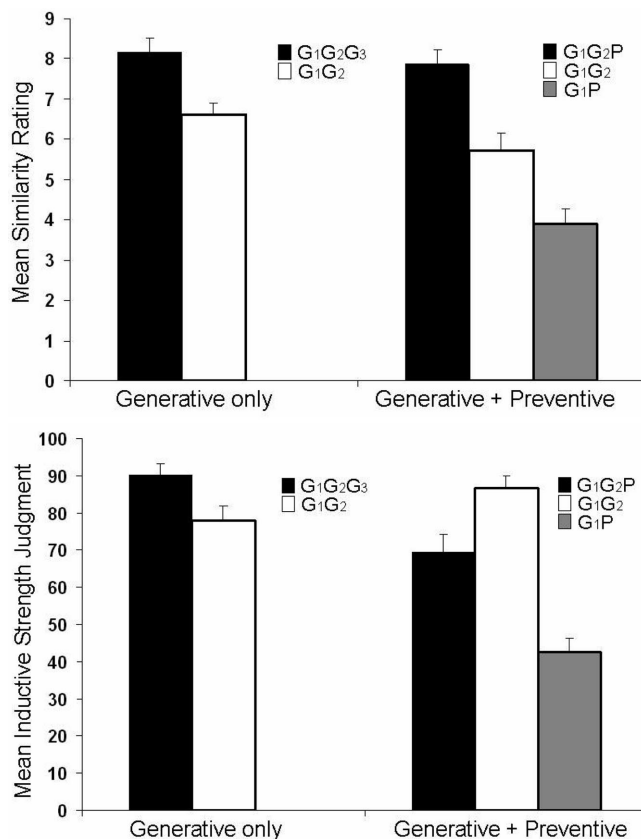 Mean Similarity Rating
9
8
7
6
5
4
3
2
1
0
G₁G₂G₃
G₁G₂
G₁G₂P
G₁G₂
G₁P
Generative only
Generative + Preventive
Mean Inductive Strength Judgment
100
90
80
70
60
50
40
30
20
10
0
G₁G₂G₃
G₁G₂
G₁G₂P
G₁G₂
G₁P
Generative only
Generative + Preventive